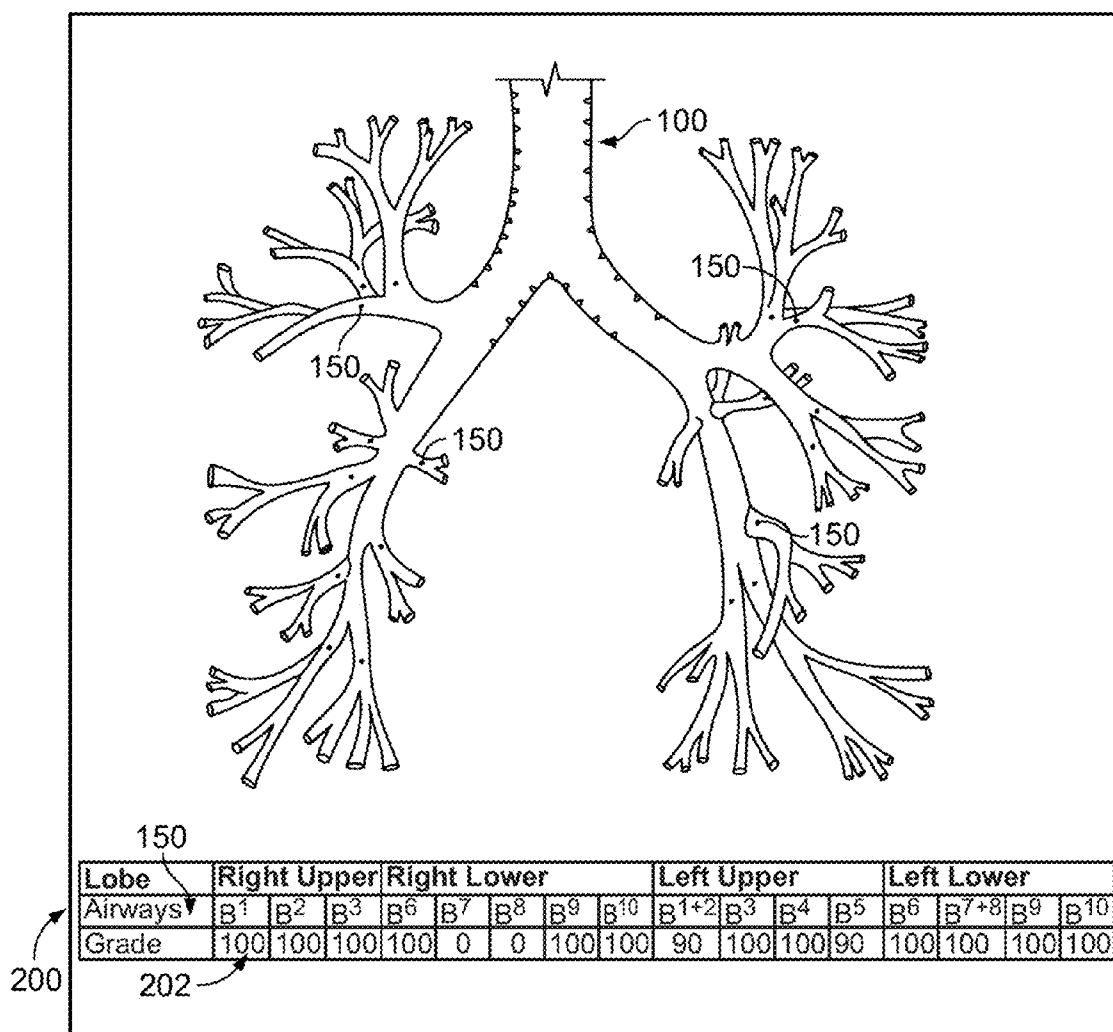 100
150
150
150
150
150
Lobe Right Upper Right Lower Left Upper Left Lower
Airways B¹ B² B³ B⁶ B⁷ B⁸ B⁹ B¹⁰ B¹⁺² B³ B⁴ B⁵ B⁶ B⁷⁺⁸ B⁹ B¹⁰
Grade 100 100 100 100 0 0 100 100 90 100 100 90 100 100 100 100
200
202